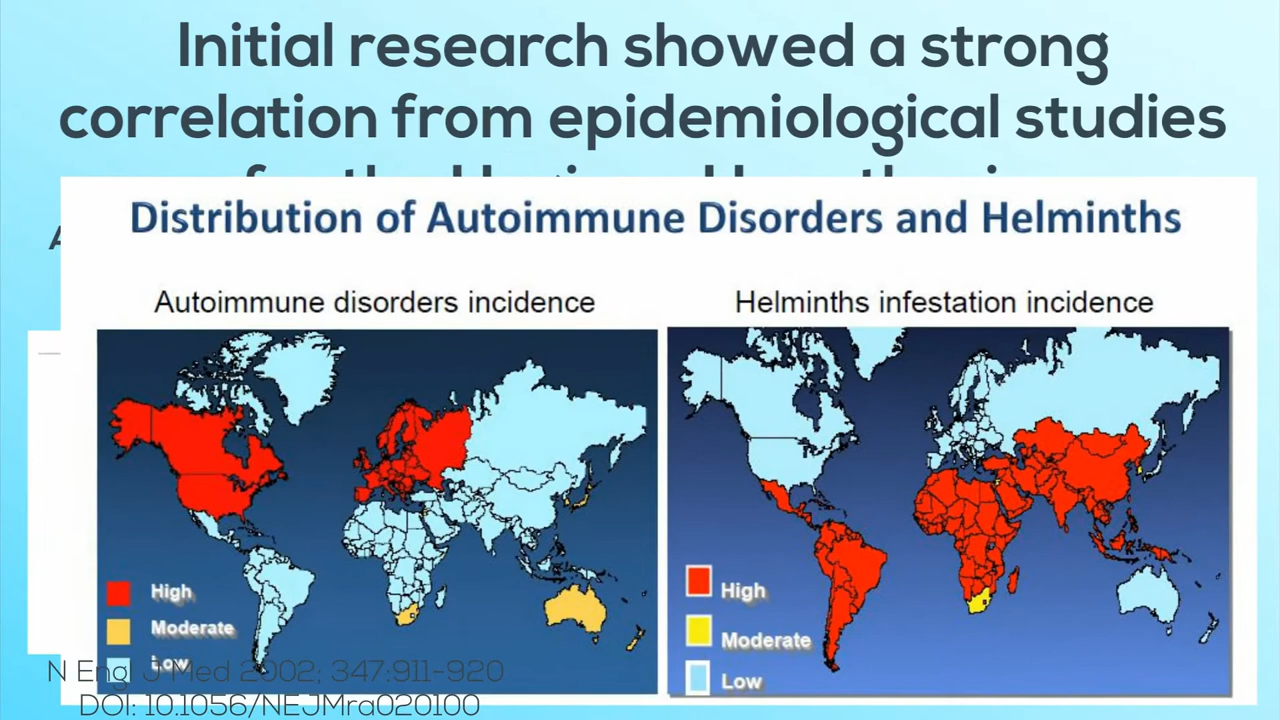 Initial research showed a strong
correlation from epidemiological studies
Distribution of Autoimmune Disorders and Helminths
Autoimmune disorders incidence
Helminths infestation incidence
High
Moderate
Low
High
Moderate
Low
N Engl J Med 2002; 347:911-920
DOI: 10.1056/NEJMra020100